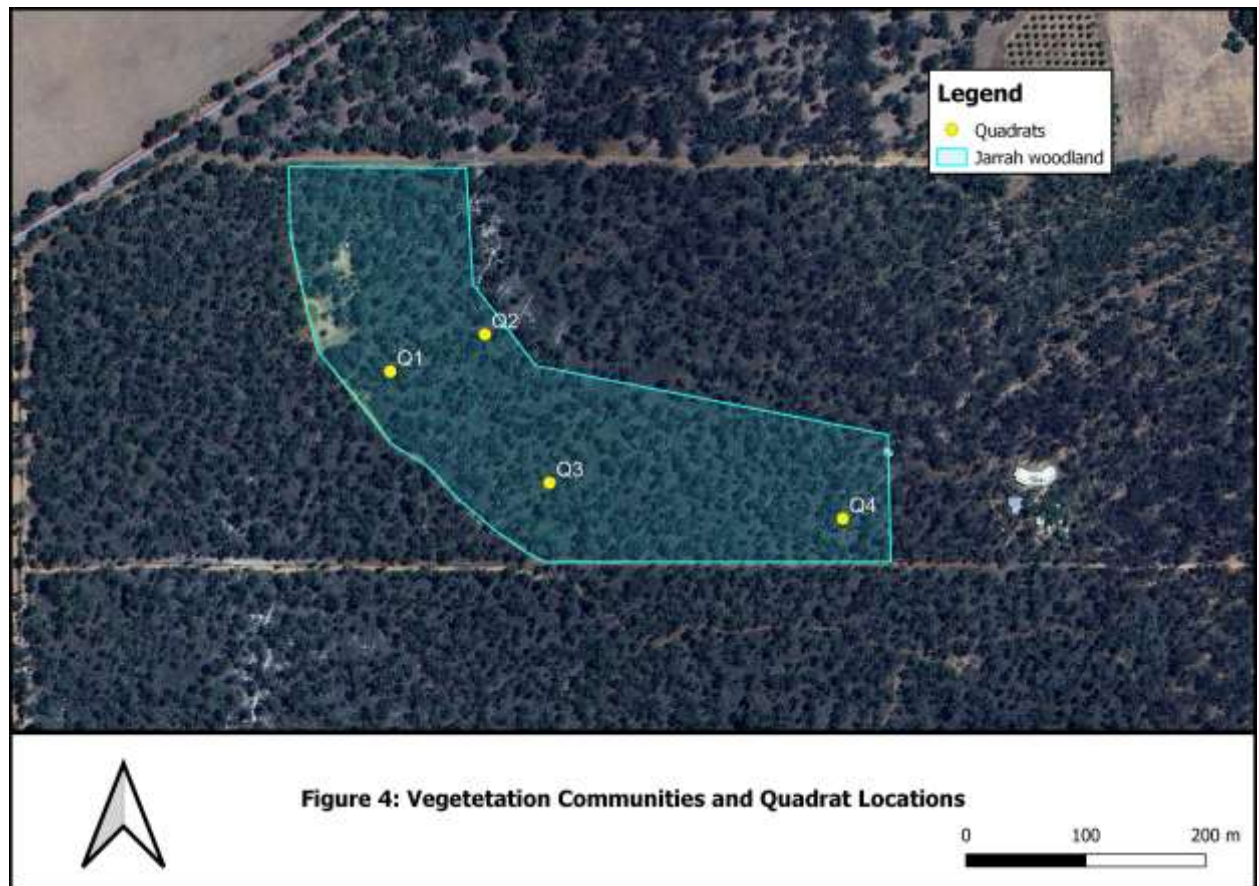 Legend
Quadrats
Jarrah woodland
Q2
Q1
Q3
Q4
Figure 4: Vegetetation Communities and Quadrat Locations
0 100 200 m